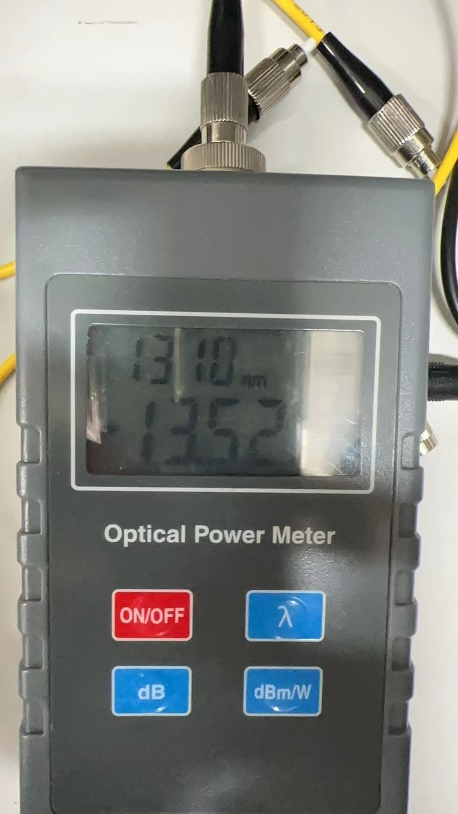 1310 nm
-13.52
Optical Power Meter
ON/OFF
λ
dB
dBm/W